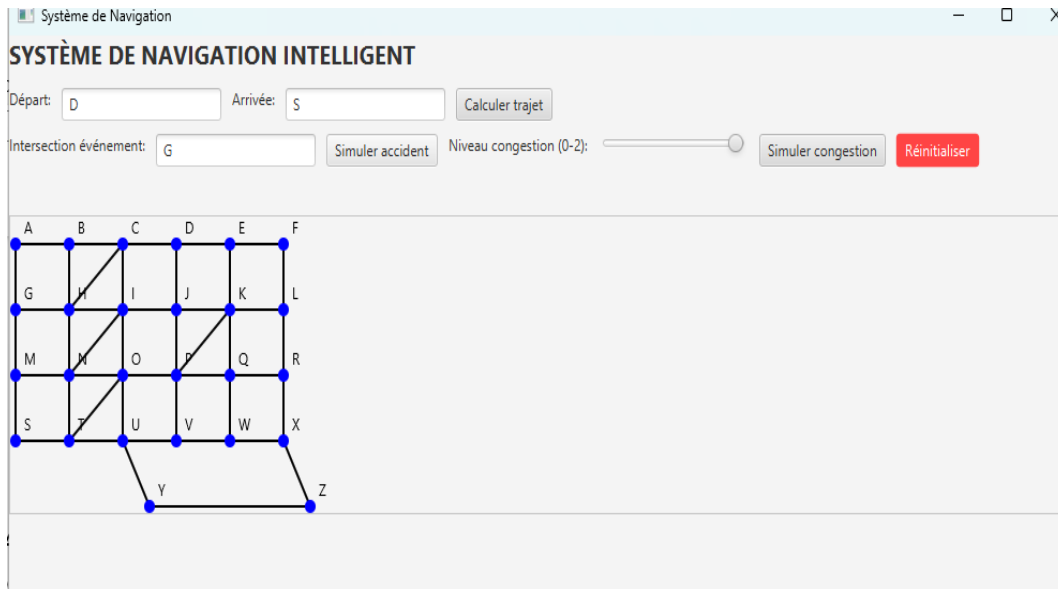 Système de Navigation
SYSTÈME DE NAVIGATION INTELLIGENT
Départ: D Arrivée: S Calculer trajet
Intersection événement: G Simuler accident Niveau congestion (0-2): Simuler congestion Réinitialiser
A B C D E F
G H I J K L
M N O P Q R
S T U V W X
Y Z